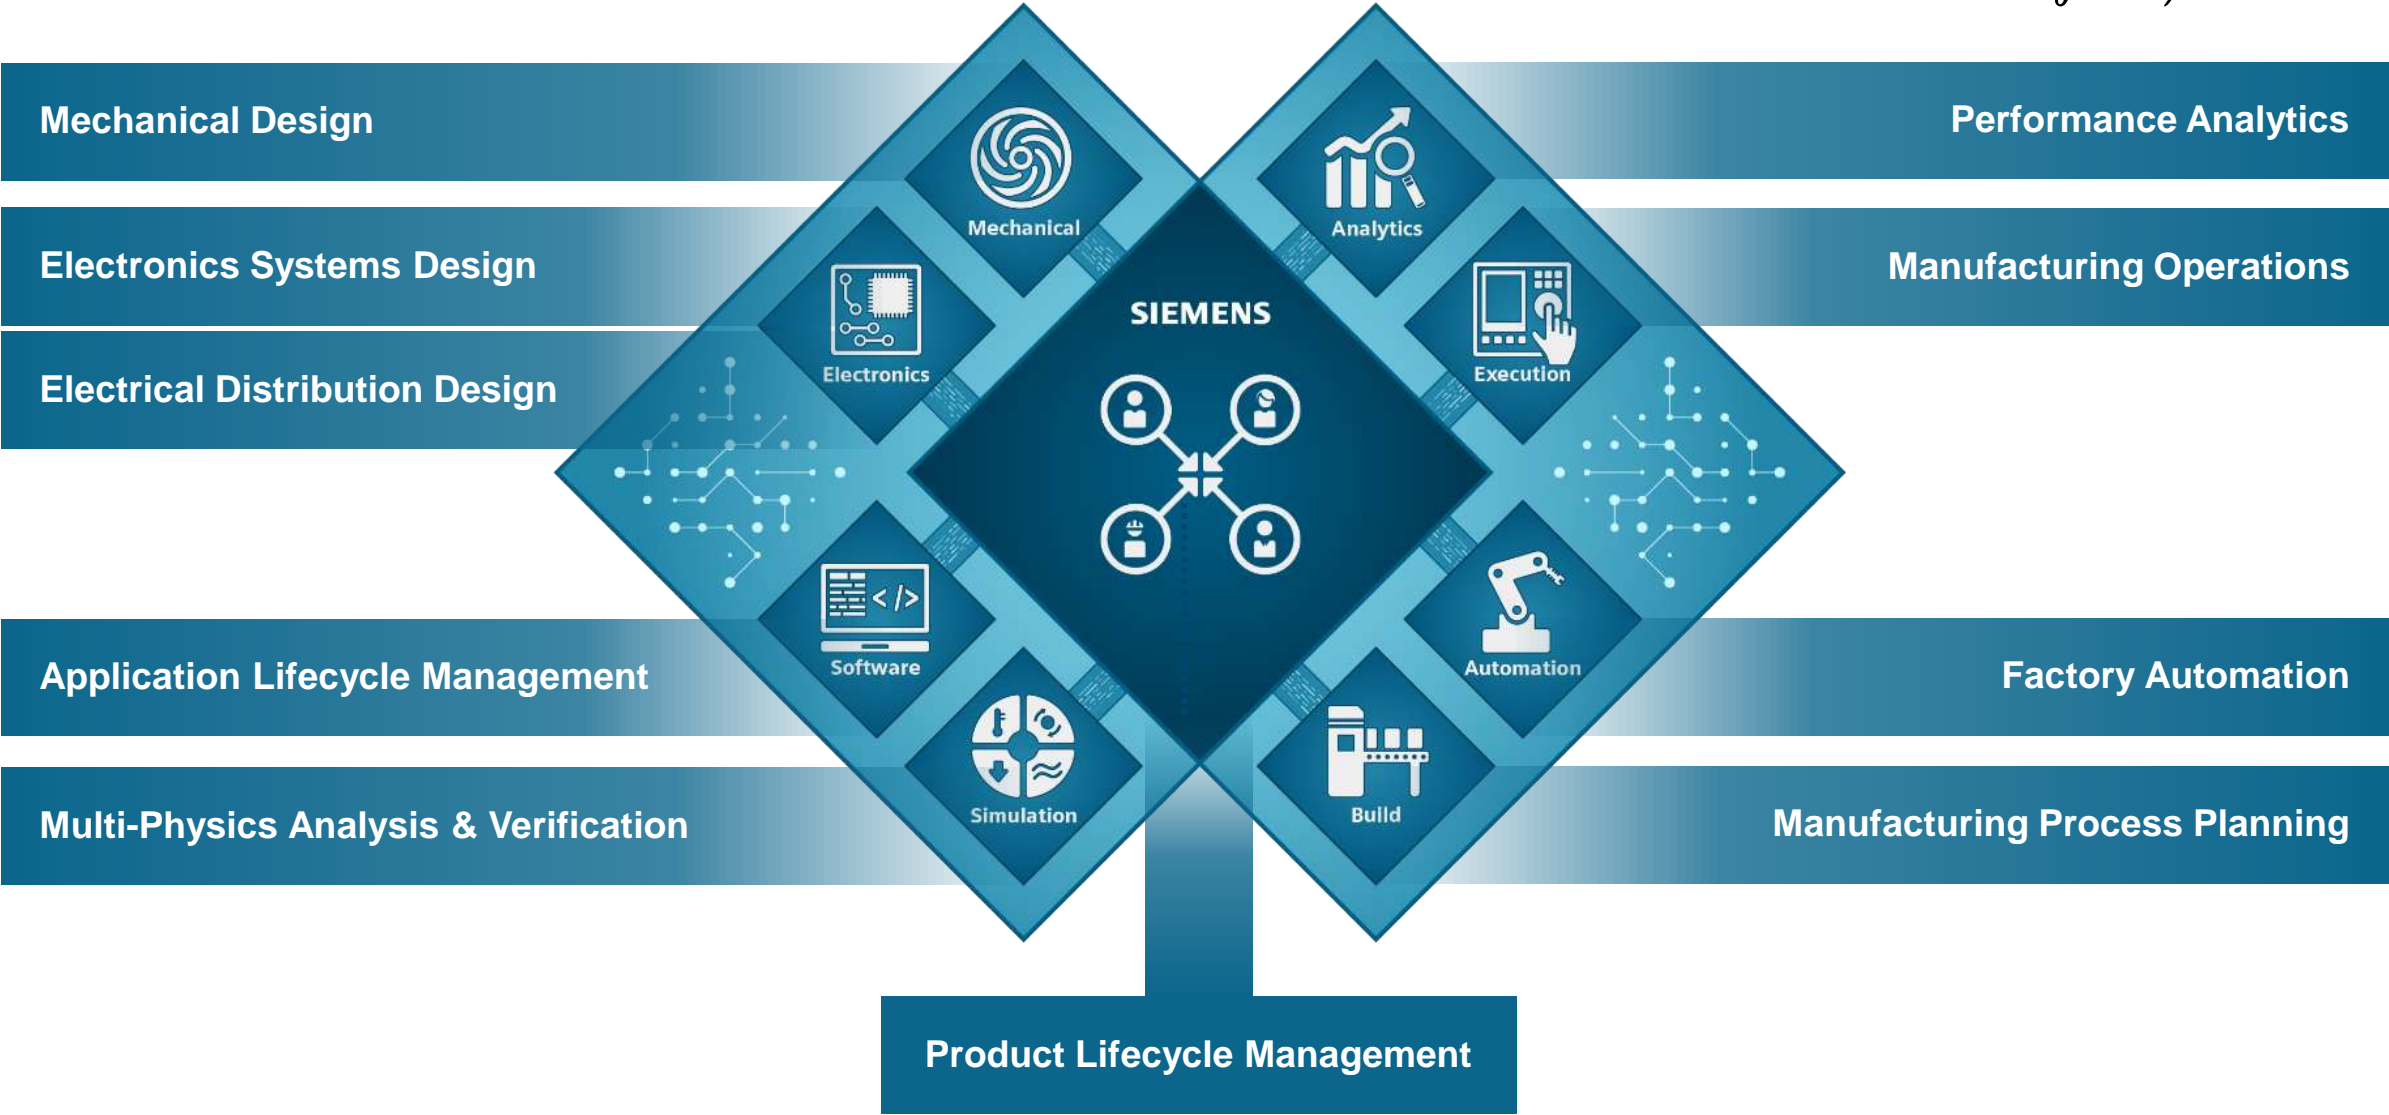 Mechanical Design
Performance Analytics
Mechanical
Analytics
Electronics Systems Design
Manufacturing Operations
SIEMENS
Electronics
Execution
Electrical Distribution Design
</>
Software
Automation
Application Lifecycle Management
Factory Automation
Simulation
Build
Multi-Physics Analysis & Verification
Manufacturing Process Planning
Product Lifecycle Management